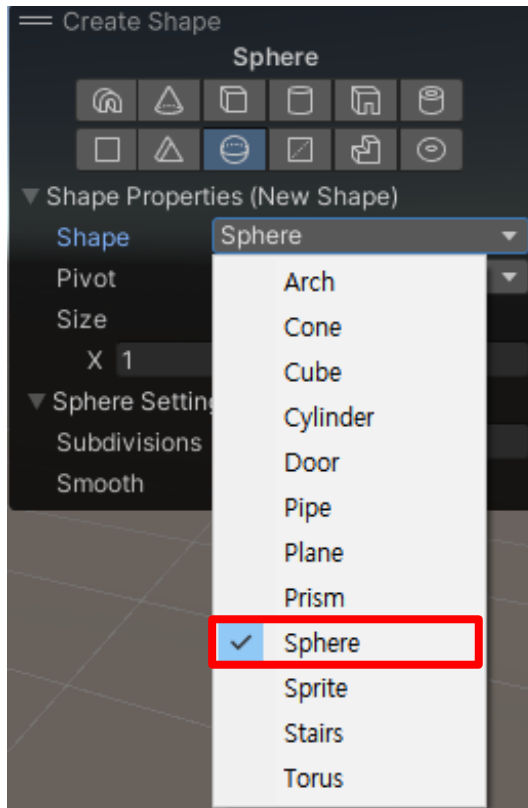 Create Shape
Sphere
Shape Properties (New Shape)
Shape Sphere
Pivot
Arch
Size
Cone
X 1
Cube
Sphere
Cylinder
Subdivisions
Door
Smooth
Pipe
Plane
Prism
Sphere
Sprite
Stairs
Torus